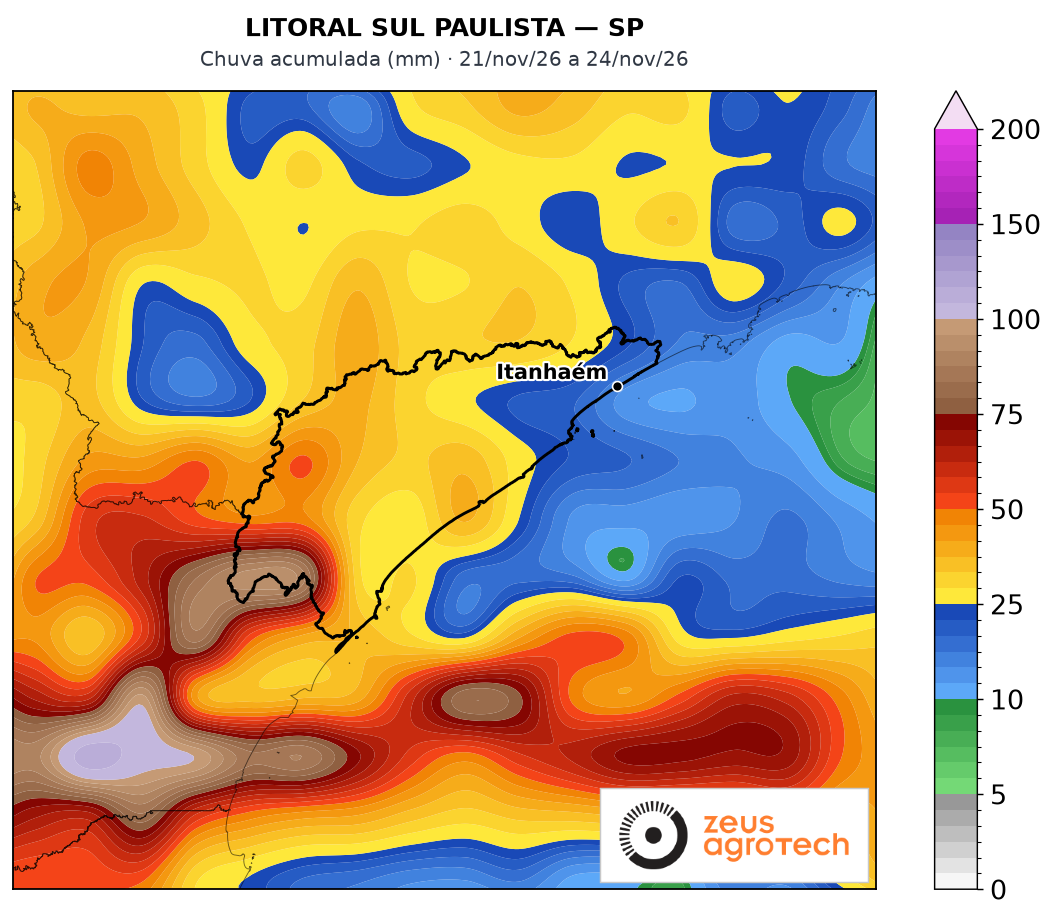 LITORAL SUL PAULISTA — SP
Chuva acumulada (mm) · 21/nov/26 a 24/nov/26
Itanhaém
200
150
100
75
50
25
10
5
0
zeus
agrotech